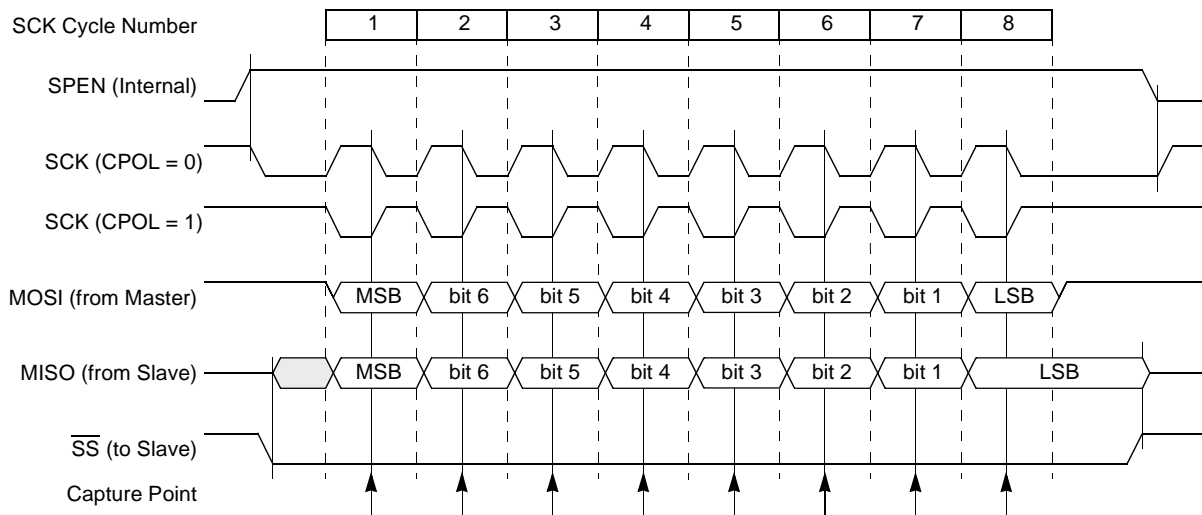 SCK Cycle Number 1 2 3 4 5 6 7 8
SPEN (Internal)
SCK (CPOL = 0)
SCK (CPOL = 1)
MOSI (from Master) MSB bit 6 bit 5 bit 4 bit 3 bit 2 bit 1 LSB
MISO (from Slave) MSB bit 6 bit 5 bit 4 bit 3 bit 2 bit 1 LSB
S̅S̅ (to Slave)
Capture Point